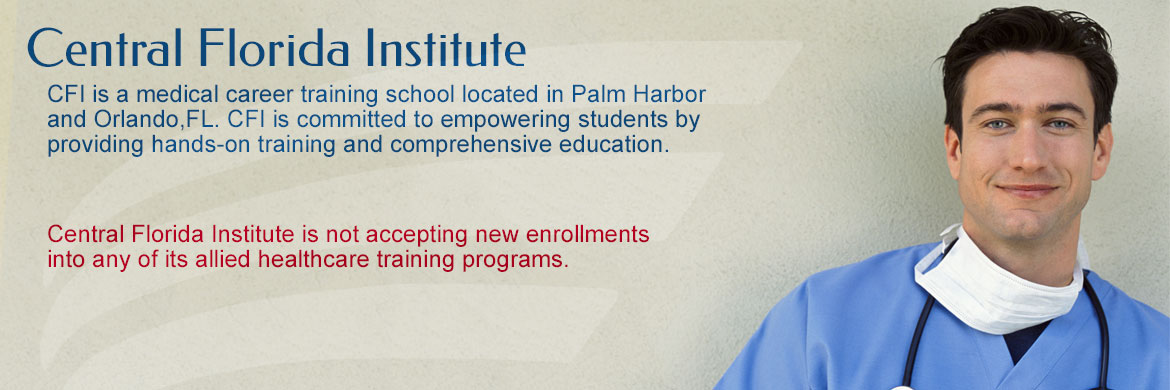 Central Florida Institute
CFI is a medical career training school located in Palm Harbor
and Orlando,FL. CFI is committed to empowering students by
providing hands-on training and comprehensive education.
Central Florida Institute is not accepting new enrollments
into any of its allied healthcare training programs.